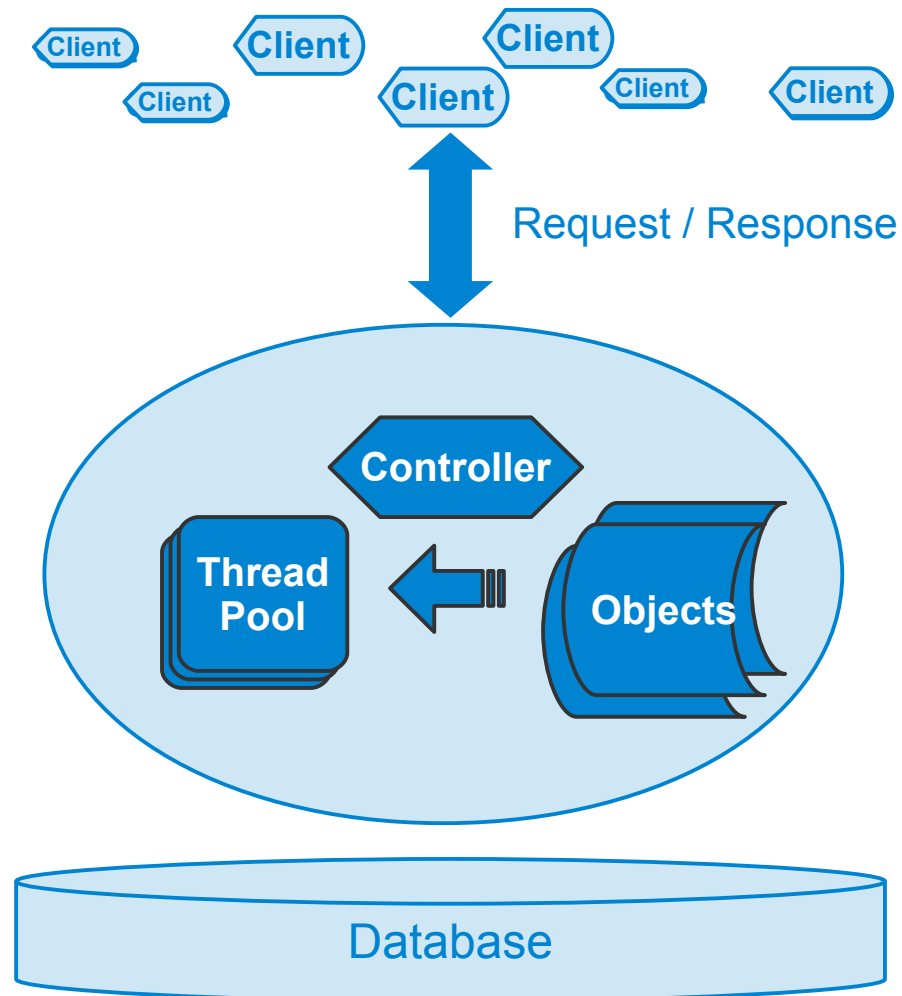 Client
Client
Client
Client
Client
Client
Client
Request / Response
Controller
Thread
Pool
Objects
Database